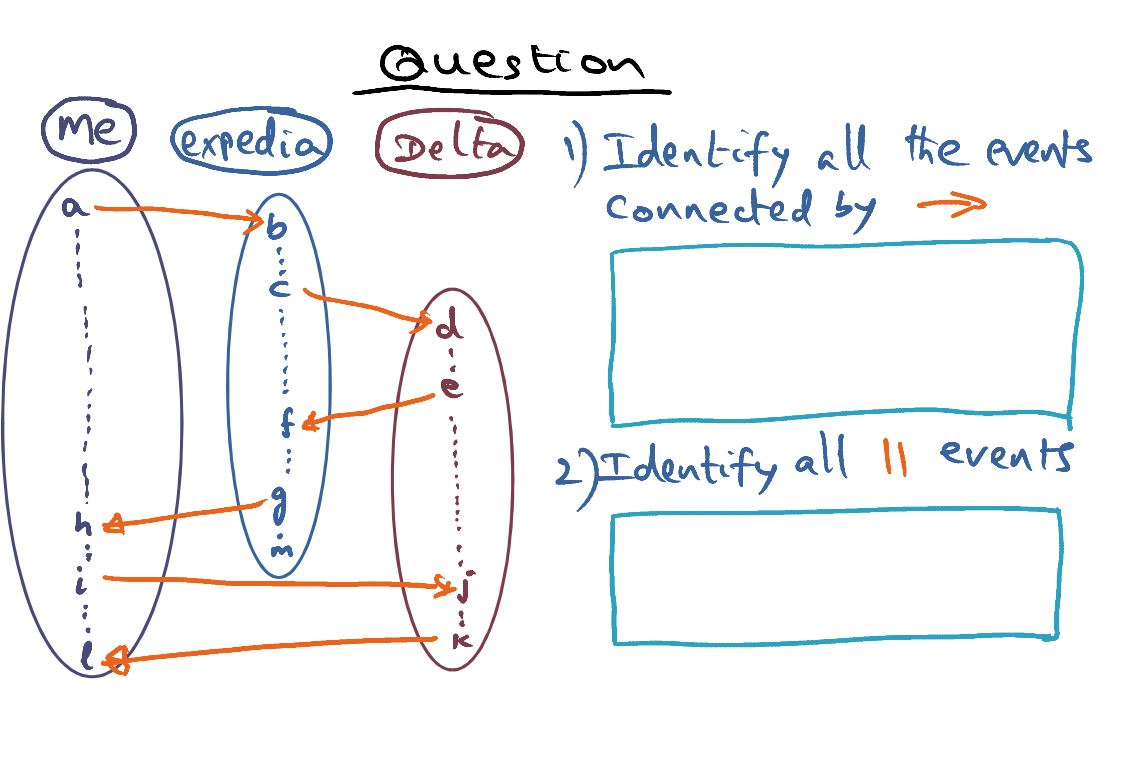 Question
me
expedia
Delta
1) Identify all the events
connected by →
a
b
c
d
e
f
g
h
m
i
j
k
l
2) Identify all || events